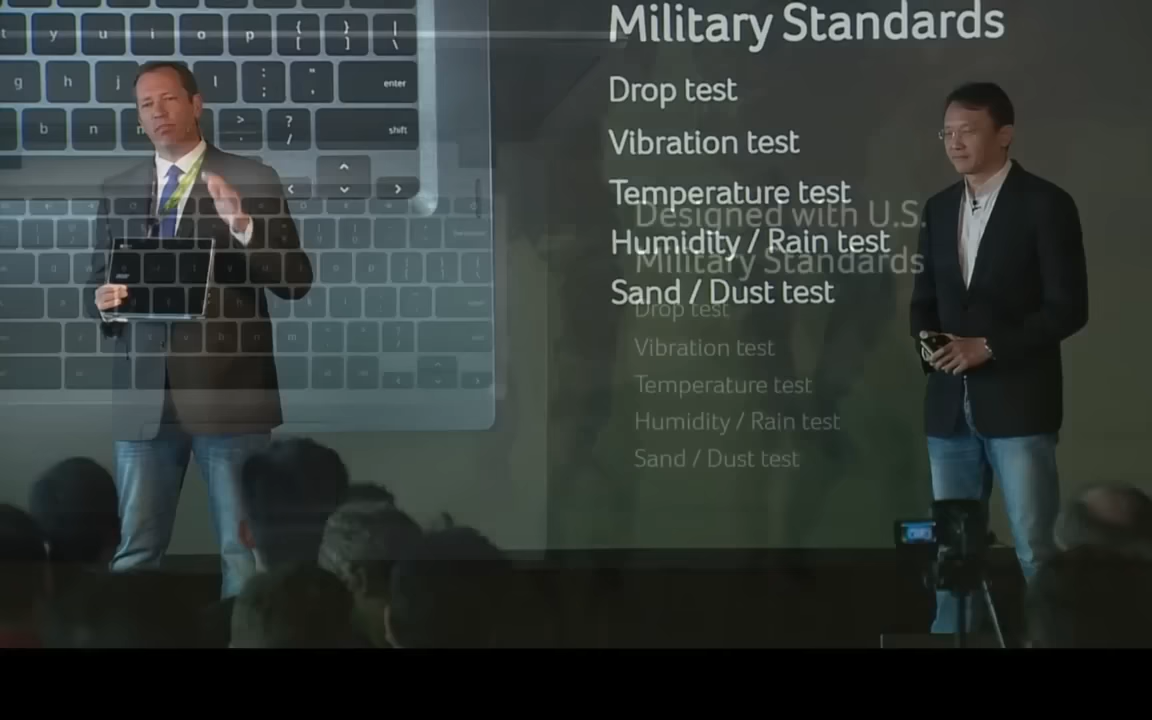 t y u i o p { [ } ] | \
g h j l : ; " ' enter
b n m > . ? / shift
Military Standards
Drop test
Vibration test
Temperature test
Humidity / Rain test
Sand / Dust test
Designed with U.S.
Military Standards
Drop test
Vibration test
Temperature test
Humidity / Rain test
Sand / Dust test
acer